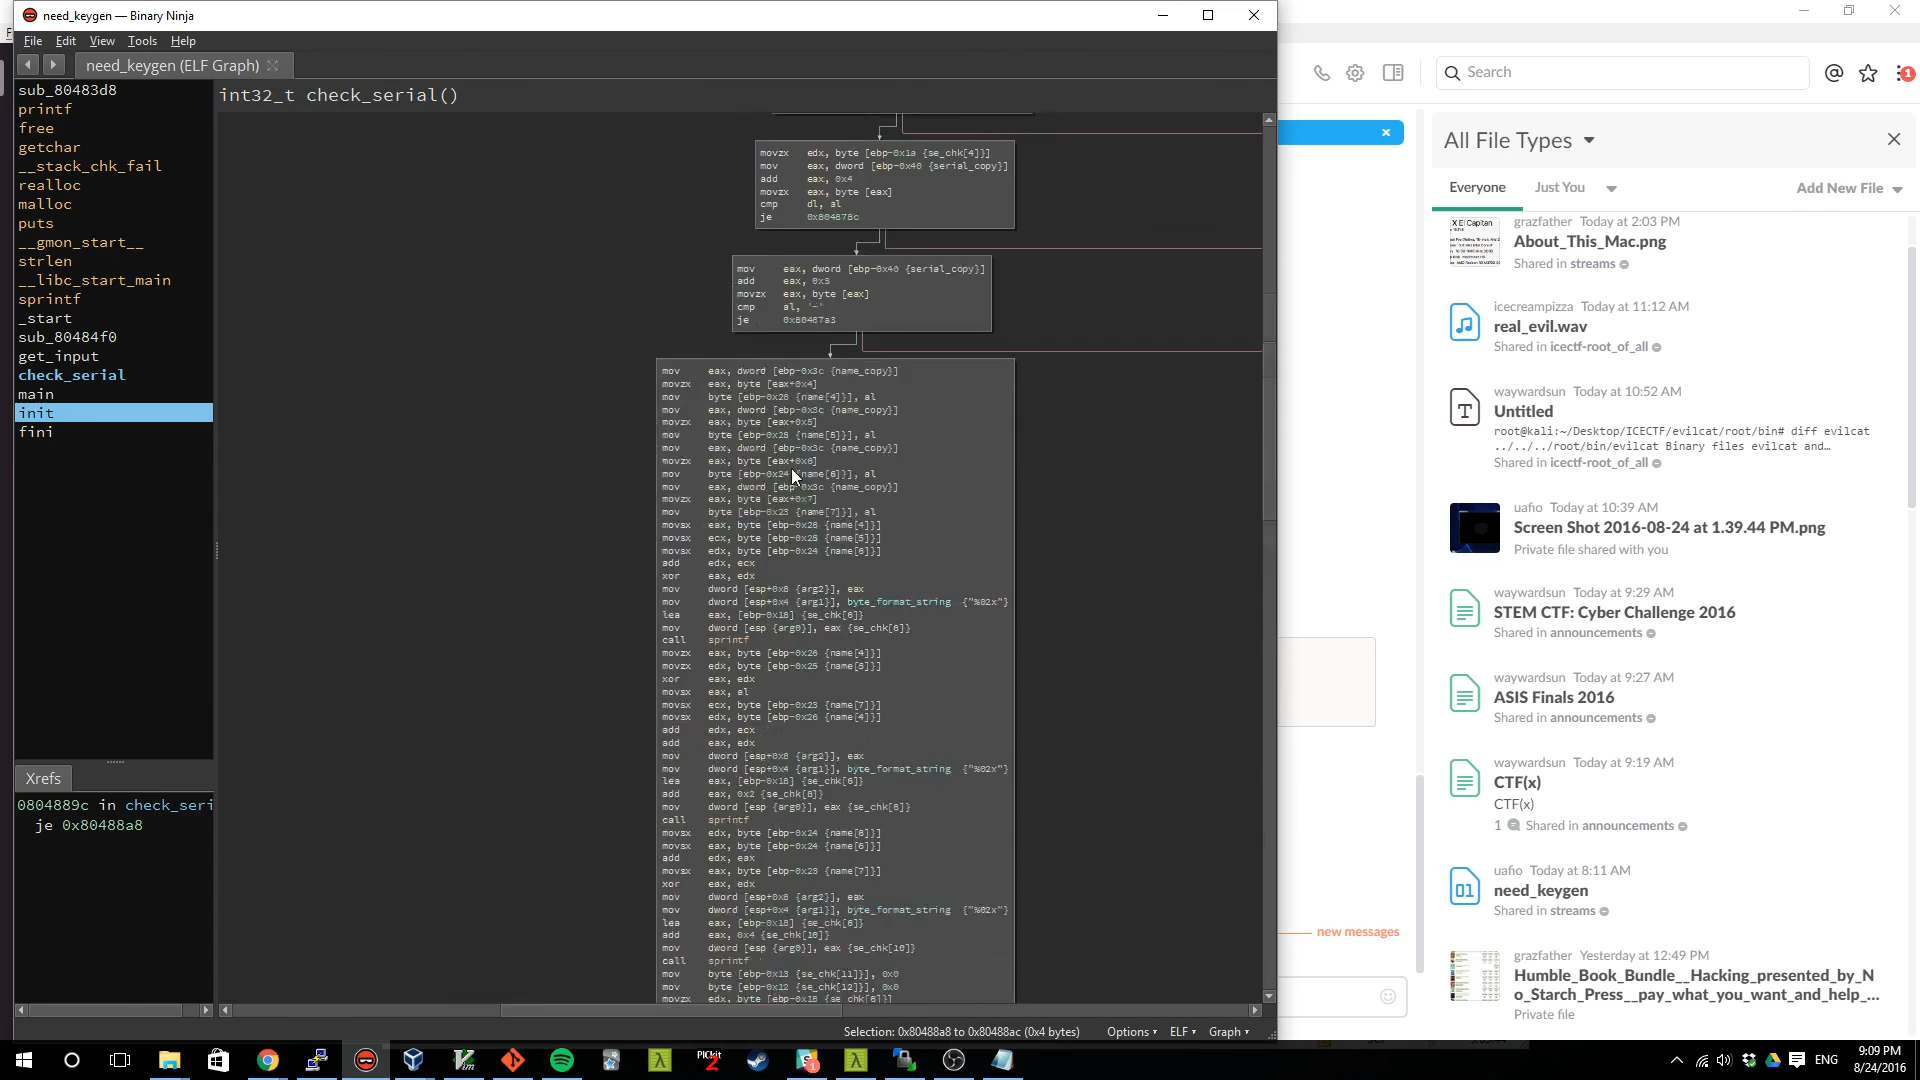 need_keygen — Binary Ninja
File Edit View Tools Help
need_keygen (ELF Graph)
sub_80483d8
printf
free
getchar
__stack_chk_fail
realloc
malloc
puts
__gmon_start__
strlen
__libc_start_main
sprintf
_start
sub_80484f0
get_input
check_serial
main
init
fini
Xrefs
0804889c in check_seri
je 0x80488a8
int32_t check_serial()
movzx edx, byte [ebp-0x1a {se_chk[4]}]
mov eax, dword [ebp-0x40 {serial_copy}]
add eax, 0x4
movzx eax, byte [eax]
cmp dl, al
je 0x804878c
mov eax, dword [ebp-0x40 {serial_copy}]
add eax, 0x5
movzx eax, byte [eax]
cmp al, '-'
je 0x80487a3
mov eax, dword [ebp-0x3c {name_copy}]
movzx eax, byte [eax+0x4]
mov byte [ebp-0x26 {name[4]}], al
mov eax, dword [ebp-0x3c {name_copy}]
movzx eax, byte [eax+0x5]
mov byte [ebp-0x25 {name[5]}], al
mov eax, dword [ebp-0x3c {name_copy}]
movzx eax, byte [eax+0x6]
mov byte [ebp-0x24 {name[6]}], al
mov eax, dword [ebp-0x3c {name_copy}]
movzx eax, byte [eax+0x7]
mov byte [ebp-0x23 {name[7]}], al
movsx eax, byte [ebp-0x26 {name[4]}]
movsx ecx, byte [ebp-0x25 {name[5]}]
movsx edx, byte [ebp-0x24 {name[6]}]
add edx, ecx
xor eax, edx
mov dword [esp+0x8 {arg2}], eax
mov dword [esp+0x4 {arg1}], byte_format_string {"%02x"}
lea eax, [ebp-0x18] {se_chk[6]}
mov dword [esp {arg0}], eax {se_chk[6]}
call sprintf
movzx eax, byte [ebp-0x26 {name[4]}]
movzx edx, byte [ebp-0x25 {name[5]}]
xor eax, edx
movsx eax, al
movsx ecx, byte [ebp-0x23 {name[7]}]
movsx edx, byte [ebp-0x26 {name[4]}]
add edx, ecx
add eax, edx
mov dword [esp+0x8 {arg2}], eax
mov dword [esp+0x4 {arg1}], byte_format_string {"%02x"}
lea eax, [ebp-0x18] {se_chk[6]}
add eax, 0x2 {se_chk[8]}
mov dword [esp {arg0}], eax {se_chk[8]}
call sprintf
movsx edx, byte [ebp-0x24 {name[6]}]
movsx eax, byte [ebp-0x24 {name[6]}]
add edx, eax
movsx eax, byte [ebp-0x23 {name[7]}]
xor eax, edx
mov dword [esp+0x8 {arg2}], eax
mov dword [esp+0x4 {arg1}], byte_format_string {"%02x"}
lea eax, [ebp-0x18] {se_chk[6]}
add eax, 0x4 {se_chk[10]}
mov dword [esp {arg0}], eax {se_chk[10]}
call sprintf
mov byte [ebp-0x13 {se_chk[11]}], 0x0
mov byte [ebp-0x12 {se_chk[12]}], 0x0
movzx edx, byte [ebp-0x18 {se_chk[6]}]
Selection: 0x80488a8 to 0x80488ac (0x4 bytes) Options ELF Graph
Search
1
All File Types
Everyone Just You Add New File
grazfather Today at 2:03 PM
About_This_Mac.png
Shared in streams
icecreampizza Today at 11:12 AM
real_evil.wav
Shared in icectf-root_of_all
waywardsun Today at 10:52 AM
Untitled
root@kali:~/Desktop/ICECTF/evilcat/root/bin# diff evilcat
../../../root/bin/evilcat Binary files evilcat and…
Shared in icectf-root_of_all
uafio Today at 10:39 AM
Screen Shot 2016-08-24 at 1.39.44 PM.png
Private file shared with you
waywardsun Today at 9:29 AM
STEM CTF: Cyber Challenge 2016
Shared in announcements
waywardsun Today at 9:27 AM
ASIS Finals 2016
Shared in announcements
waywardsun Today at 9:19 AM
CTF(x)
CTF(x)
1 Shared in announcements
uafio Today at 8:11 AM
need_keygen
Shared in streams
grazfather Yesterday at 12:49 PM
Humble_Book_Bundle__Hacking_presented_by_N
o_Starch_Press__pay_what_you_want_and_help_...
Private file
new messages
ENG
9:09 PM
8/24/2016